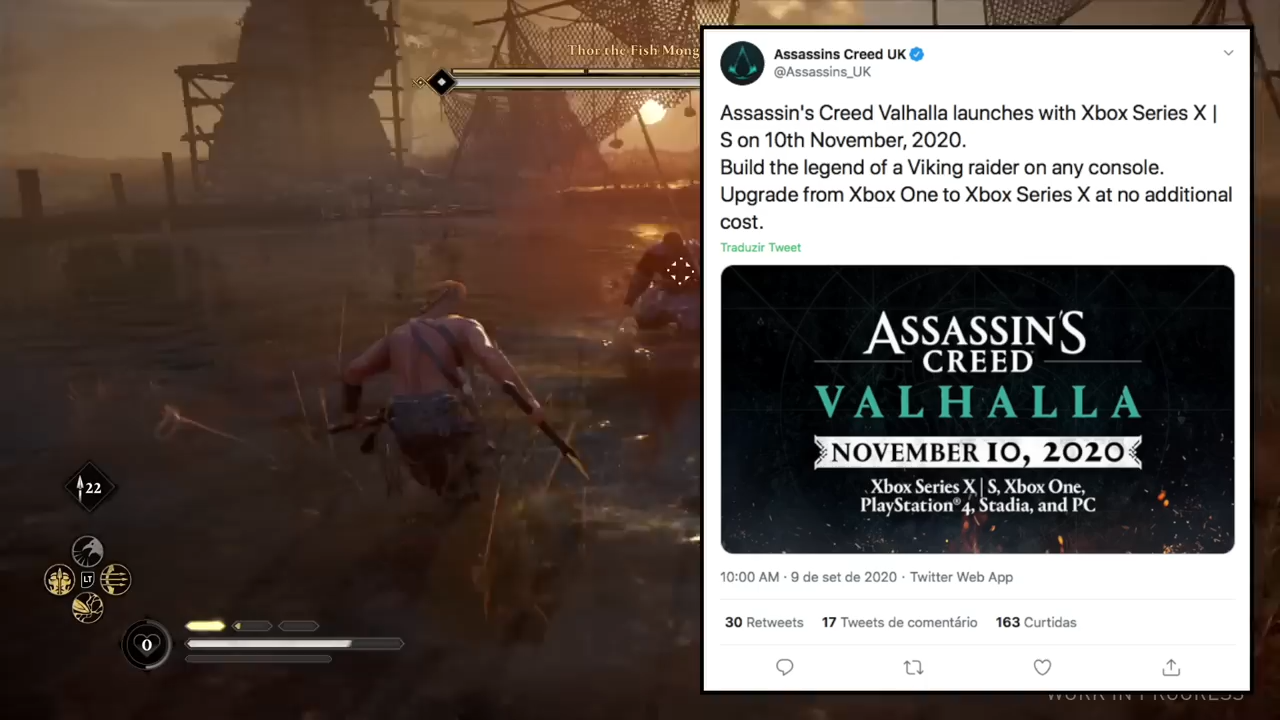 Thor the Fish Mong
Assassins Creed UK
@Assassins_UK
Assassin's Creed Valhalla launches with Xbox Series X |
S on 10th November, 2020.
Build the legend of a Viking raider on any console.
Upgrade from Xbox One to Xbox Series X at no additional
cost.
Traduzir Tweet
ASSASSIN'S
CREED
VALHALLA
NOVEMBER 10, 2020
Xbox Series X | S, Xbox One,
PlayStation®4, Stadia, and PC
22
LT
0
10:00 AM · 9 de set de 2020 · Twitter Web App
30 Retweets 17 Tweets de comentário 163 Curtidas
WORK IN PROGRESS